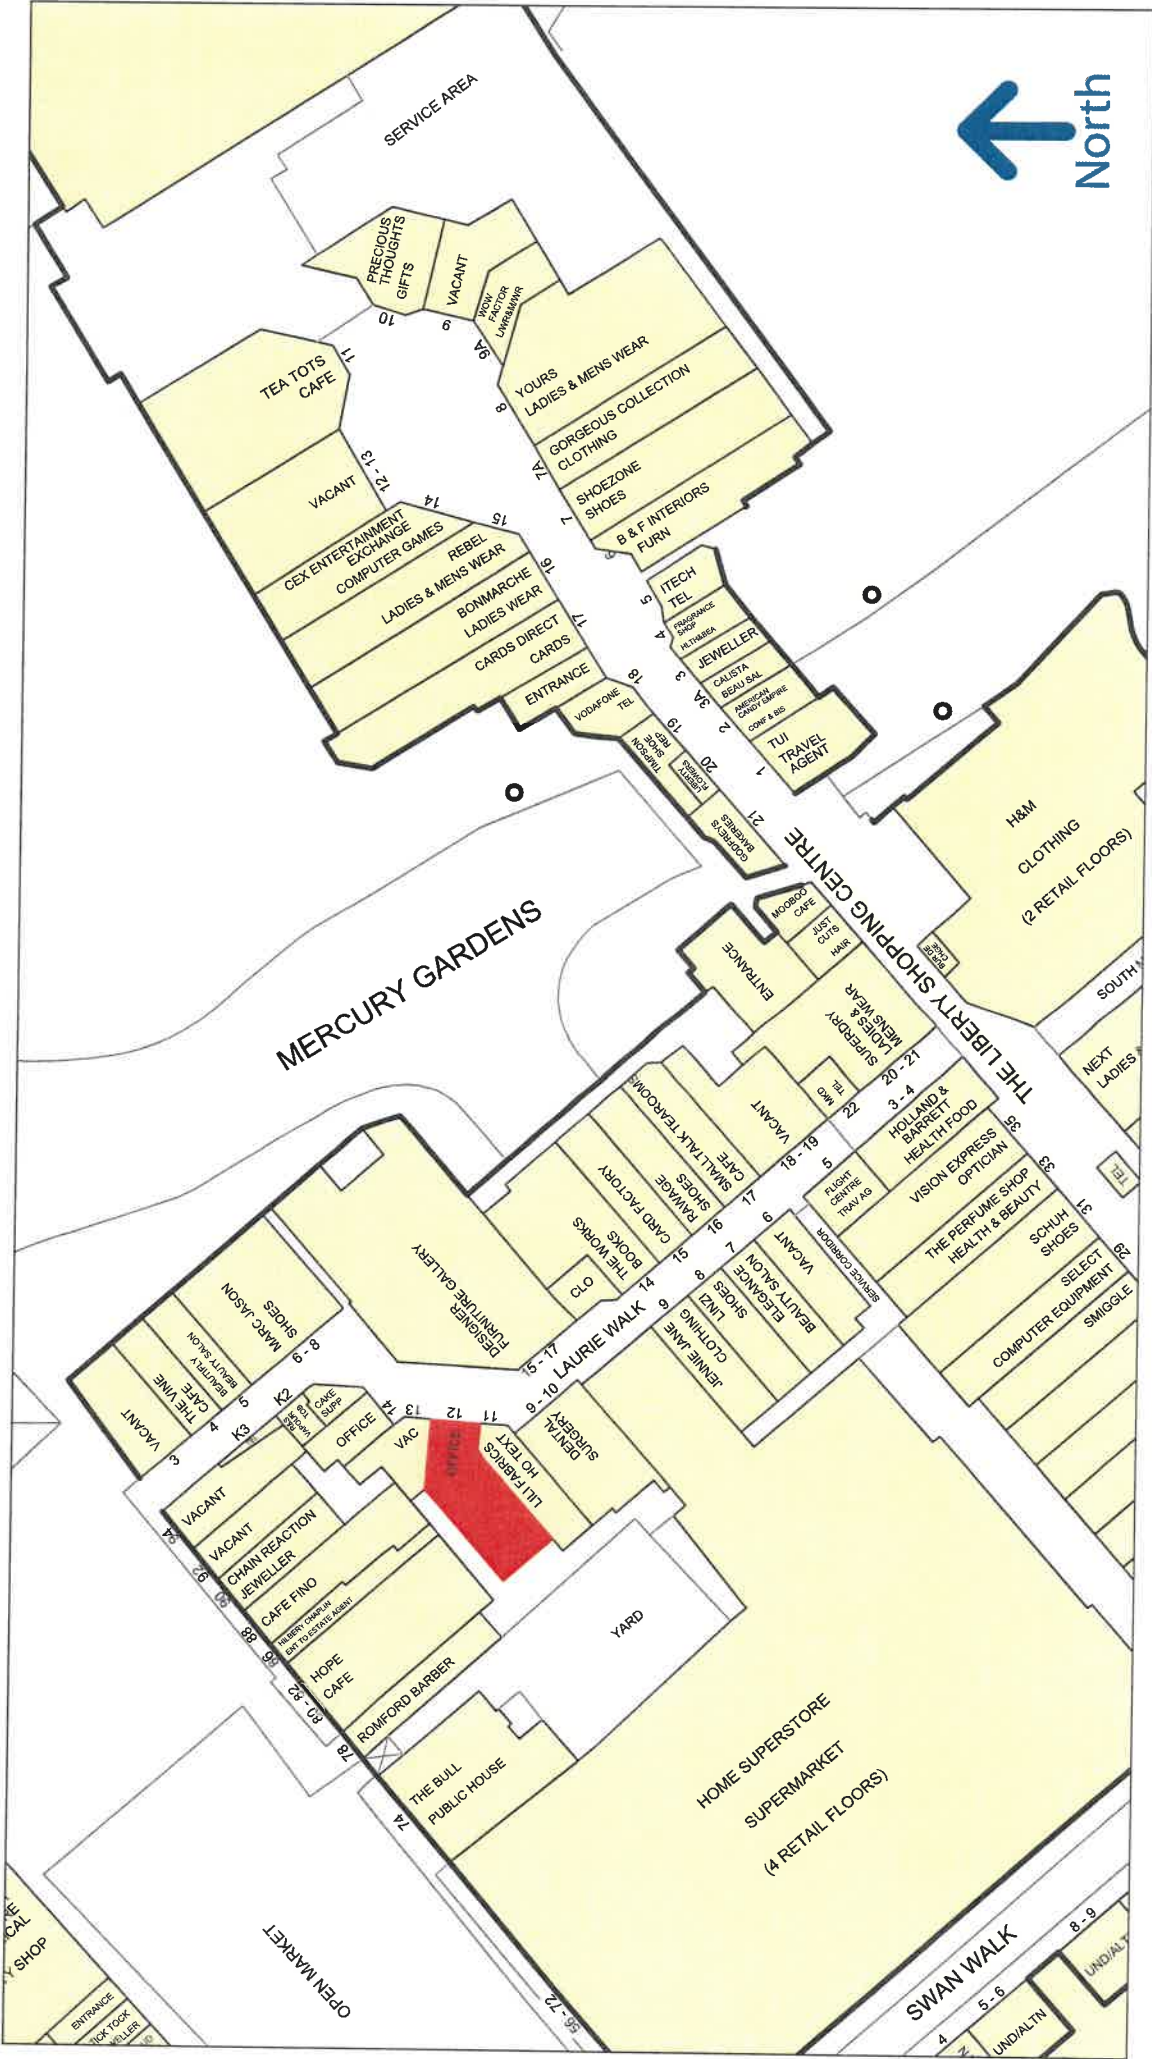 SERVICE AREA
North
PRECIOUS
THOUGHTS
GIFTS
10
VACANT
9
WOW
FACTOR
L/WR&M/WR
9A
TEA TOTS
CAFE
11
YOURS
LADIES & MENS WEAR
8
GORGEOUS COLLECTION
CLOTHING
7A
SHOEZONE
SHOES
7
B & F INTERIORS
FURN
6
VACANT
12 - 13
CEX ENTERTAINMENT
EXCHANGE
COMPUTER GAMES
14
REBEL
LADIES & MENS WEAR
15
BONMARCHE
LADIES WEAR
16
CARDS DIRECT
CARDS
17
ENTRANCE
VODAFONE
TEL
18
TIMPSON
SHOE
REP
19
LIBERTY
FLOWERS
20
GODFREYS
BAKERIES
21
ITECH
TEL
5
FRAGRANCE
SHOP
HLTH&BEA
4
JEWELLER
3
CALISTA
BEAU SAL
3A
AMERICAN
CANDY EMPIRE
CONF & BIS
2
TUI
TRAVEL
AGENT
1
THE LIBERTY SHOPPING CENTRE
H&M
CLOTHING
(2 RETAIL FLOORS)
BUR DE
CHGE
NEXT
LADIES
MERCURY GARDENS
MOOBOO
CAFE
JUST
CUTS
HAIR
ENTRANCE
SUPERDRY
LADIES &
MENS WEAR
20 - 21
MKD
TEL
22
VACANT
18 - 19
SMALLTALK TEAROOMS
CAFE
17
RAWAGE
SHOES
16
CARD FACTORY
15
THE WORKS
BOOKS
14
CLO
DESIGNER
FURNITURE GALLERY
15 - 17
LAURIE WALK
3 - 4
HOLLAND &
BARRETT
HEALTH FOOD
5
FLIGHT
CENTRE
TRAV AG
SERVICE CORRIDOR
VISION EXPRESS
OPTICIAN
35
THE PERFUME SHOP
HEALTH & BEAUTY
33
SCHUH
SHOES
31
TEL
SELECT
COMPUTER EQUIPMENT
29
SMIGGLE
VACANT
6
ELEGANCE
BEAUTY SALON
7
LINZI
SHOES
8
JENNIE JANE
CLOTHING
9
DENTAL
SURGERY
9 - 10
LILI FABRICS
HO TEXT
11
OFFICE
12
VAC
13
OFFICE
14
CAKE
SUPP
K2
K3
MARC JASON
SHOES
6 - 8
BEAUTIFLY
BEAUTY SALON
5
THE VINE
CAFE
4
VACANT
3
VACANT
94
VACANT
92
CHAIN REACTION
JEWELLER
90
CAFE FINO
88
HILBERY CHAPLIN
ENT TO ESTATE AGENT
86
HOPE
CAFE
80 - 82
ROMFORD BARBER
78
THE BULL
PUBLIC HOUSE
74
YARD
HOME SUPERSTORE
SUPERMARKET
(4 RETAIL FLOORS)
56 - 72
OPEN MARKET
SHOP
ENTRANCE
SWAN WALK
4
5 - 6
UND/ALTN
8 - 9